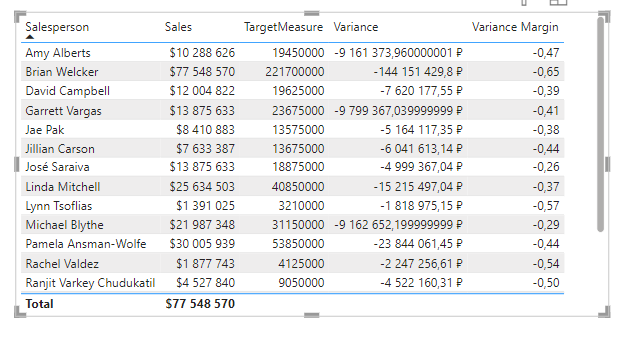 Salesperson Sales TargetMeasure Variance Variance Margin
Amy Alberts $10 288 626 19450000 -9 161 373,960000001 ₽ -0,47
Brian Welcker $77 548 570 221700000 -144 151 429,8 ₽ -0,65
David Campbell $12 004 822 19625000 -7 620 177,55 ₽ -0,39
Garrett Vargas $13 875 633 23675000 -9 799 367,039999999 ₽ -0,41
Jae Pak $8 410 883 13575000 -5 164 117,35 ₽ -0,38
Jillian Carson $7 633 387 13675000 -6 041 613,14 ₽ -0,44
José Saraiva $13 875 633 18875000 -4 999 367,04 ₽ -0,26
Linda Mitchell $25 634 503 40850000 -15 215 497,04 ₽ -0,37
Lynn Tsoflias $1 391 025 3210000 -1 818 975,15 ₽ -0,57
Michael Blythe $21 987 348 31150000 -9 162 652,199999999 ₽ -0,29
Pamela Ansman-Wolfe $30 005 939 53850000 -23 844 061,45 ₽ -0,44
Rachel Valdez $1 877 743 4125000 -2 247 256,61 ₽ -0,54
Ranjit Varkey Chudukatil $4 527 840 9050000 -4 522 160,31 ₽ -0,50
Total $77 548 570